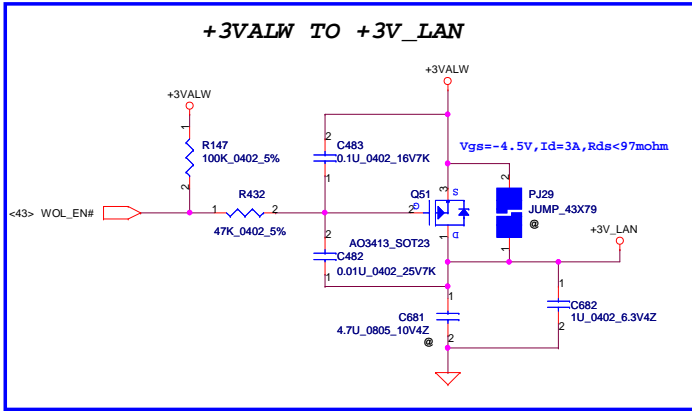 +3VALW TO +3V_LAN
+3VALW
+3VALW
1
R147
100K_0402_5%
2
2
C483
0.1U_0402_16V7K
1
Vgs=-4.5V,Id=3A,Rds<97mohm
<43> WOL_EN#
1
R432
2
47K_0402_5%
Q51
3
S
G
2
D
1
AO3413_SOT23
2
PJ29
JUMP_43X79
@
1
+3V_LAN
2
C482
0.01U_0402_25V7K
1
1
C681
4.7U_0805_10V4Z
@
2
1
C682
1U_0402_6.3V4Z
2